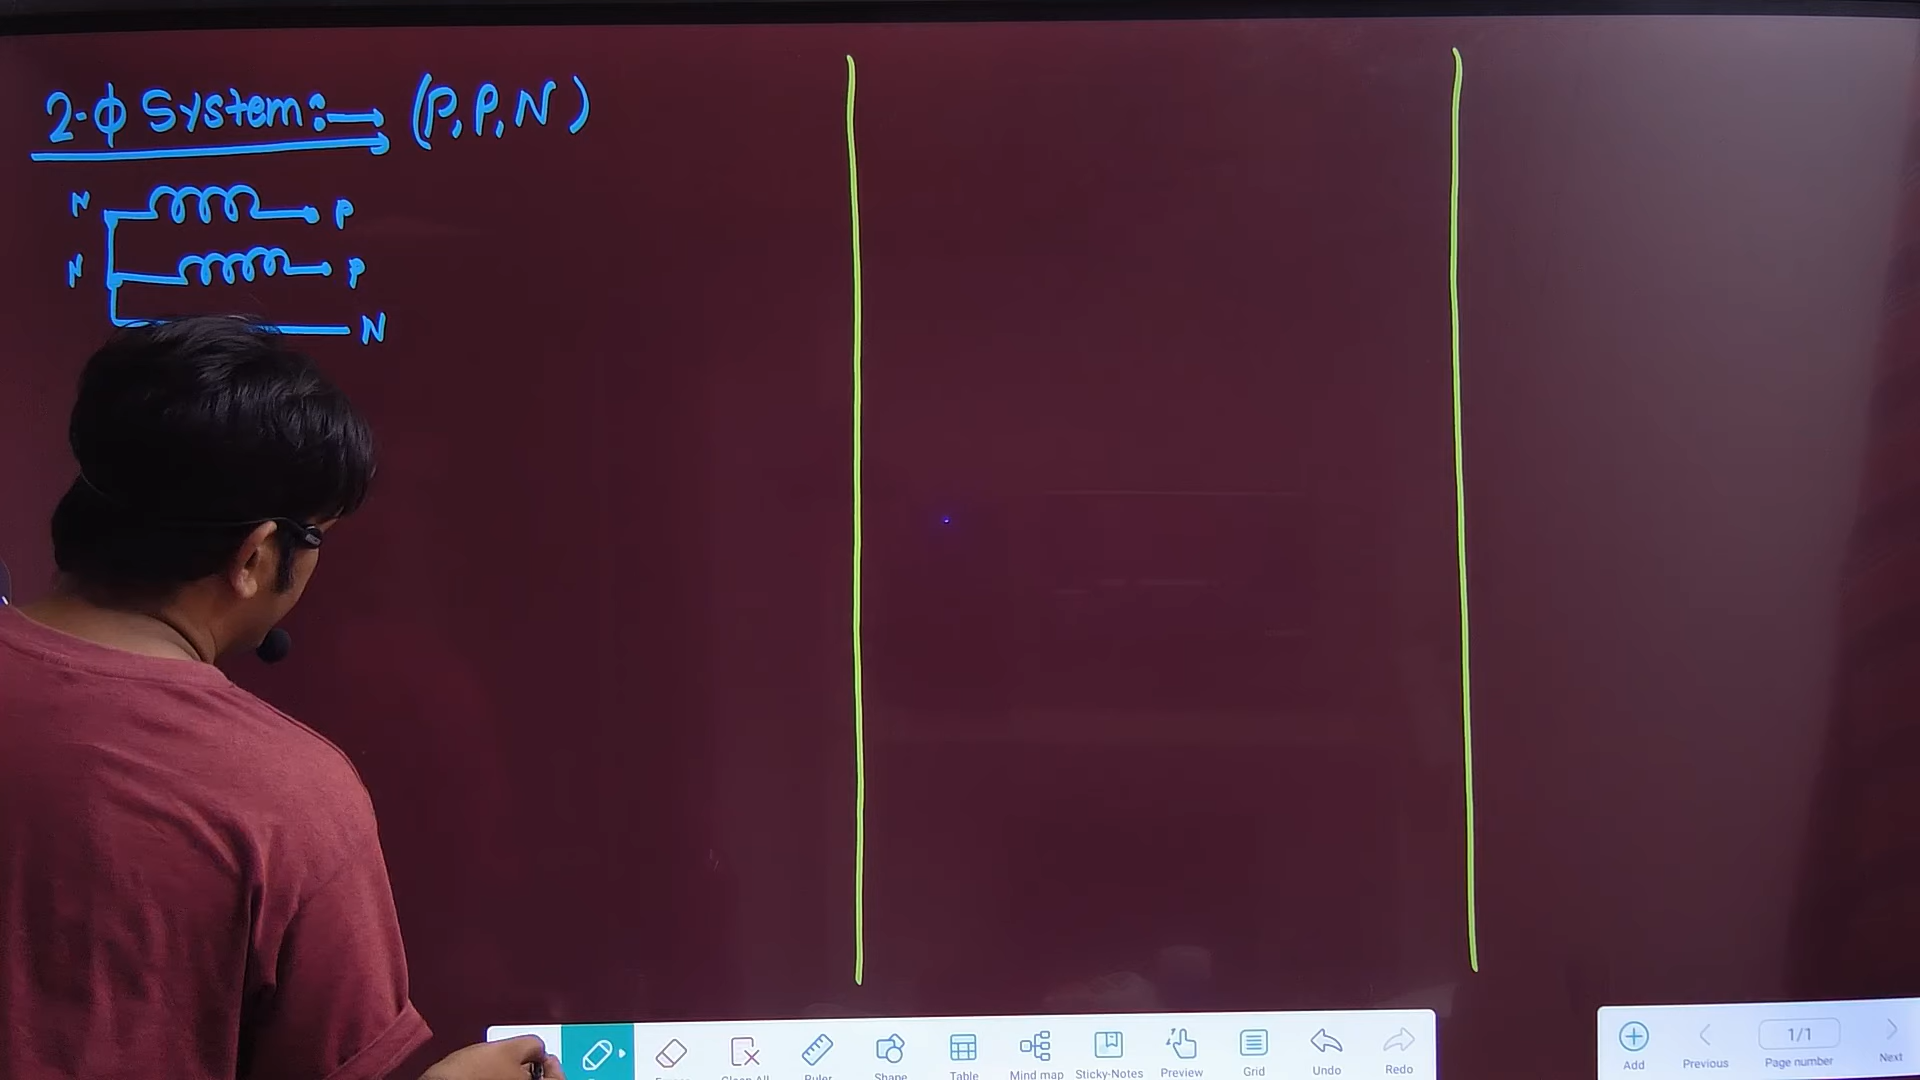 2-ϕ System:→ (P, P, N)
N P
N P
N
Clean All
Ruler
Shape
Table
Mind map
Sticky-Notes
Preview
Grid
Undo
Redo
Add
Previous
1/1
Page number
Next